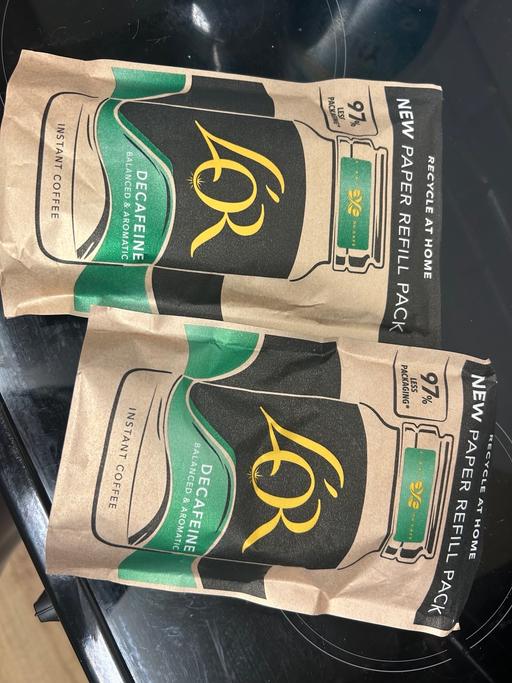 RECYCLE AT HOME
NEW PAPER REFILL PACK
97%
LESS
PACKAGING*
L'OR
DECAFEINE
BALANCED & AROMATIC
INSTANT COFFEE
RECYCLE AT HOME
NEW PAPER REFILL PACK
97%
LESS
PACKAGING*
L'OR
DECAFEINE
BALANCED & AROMATIC
INSTANT COFFEE